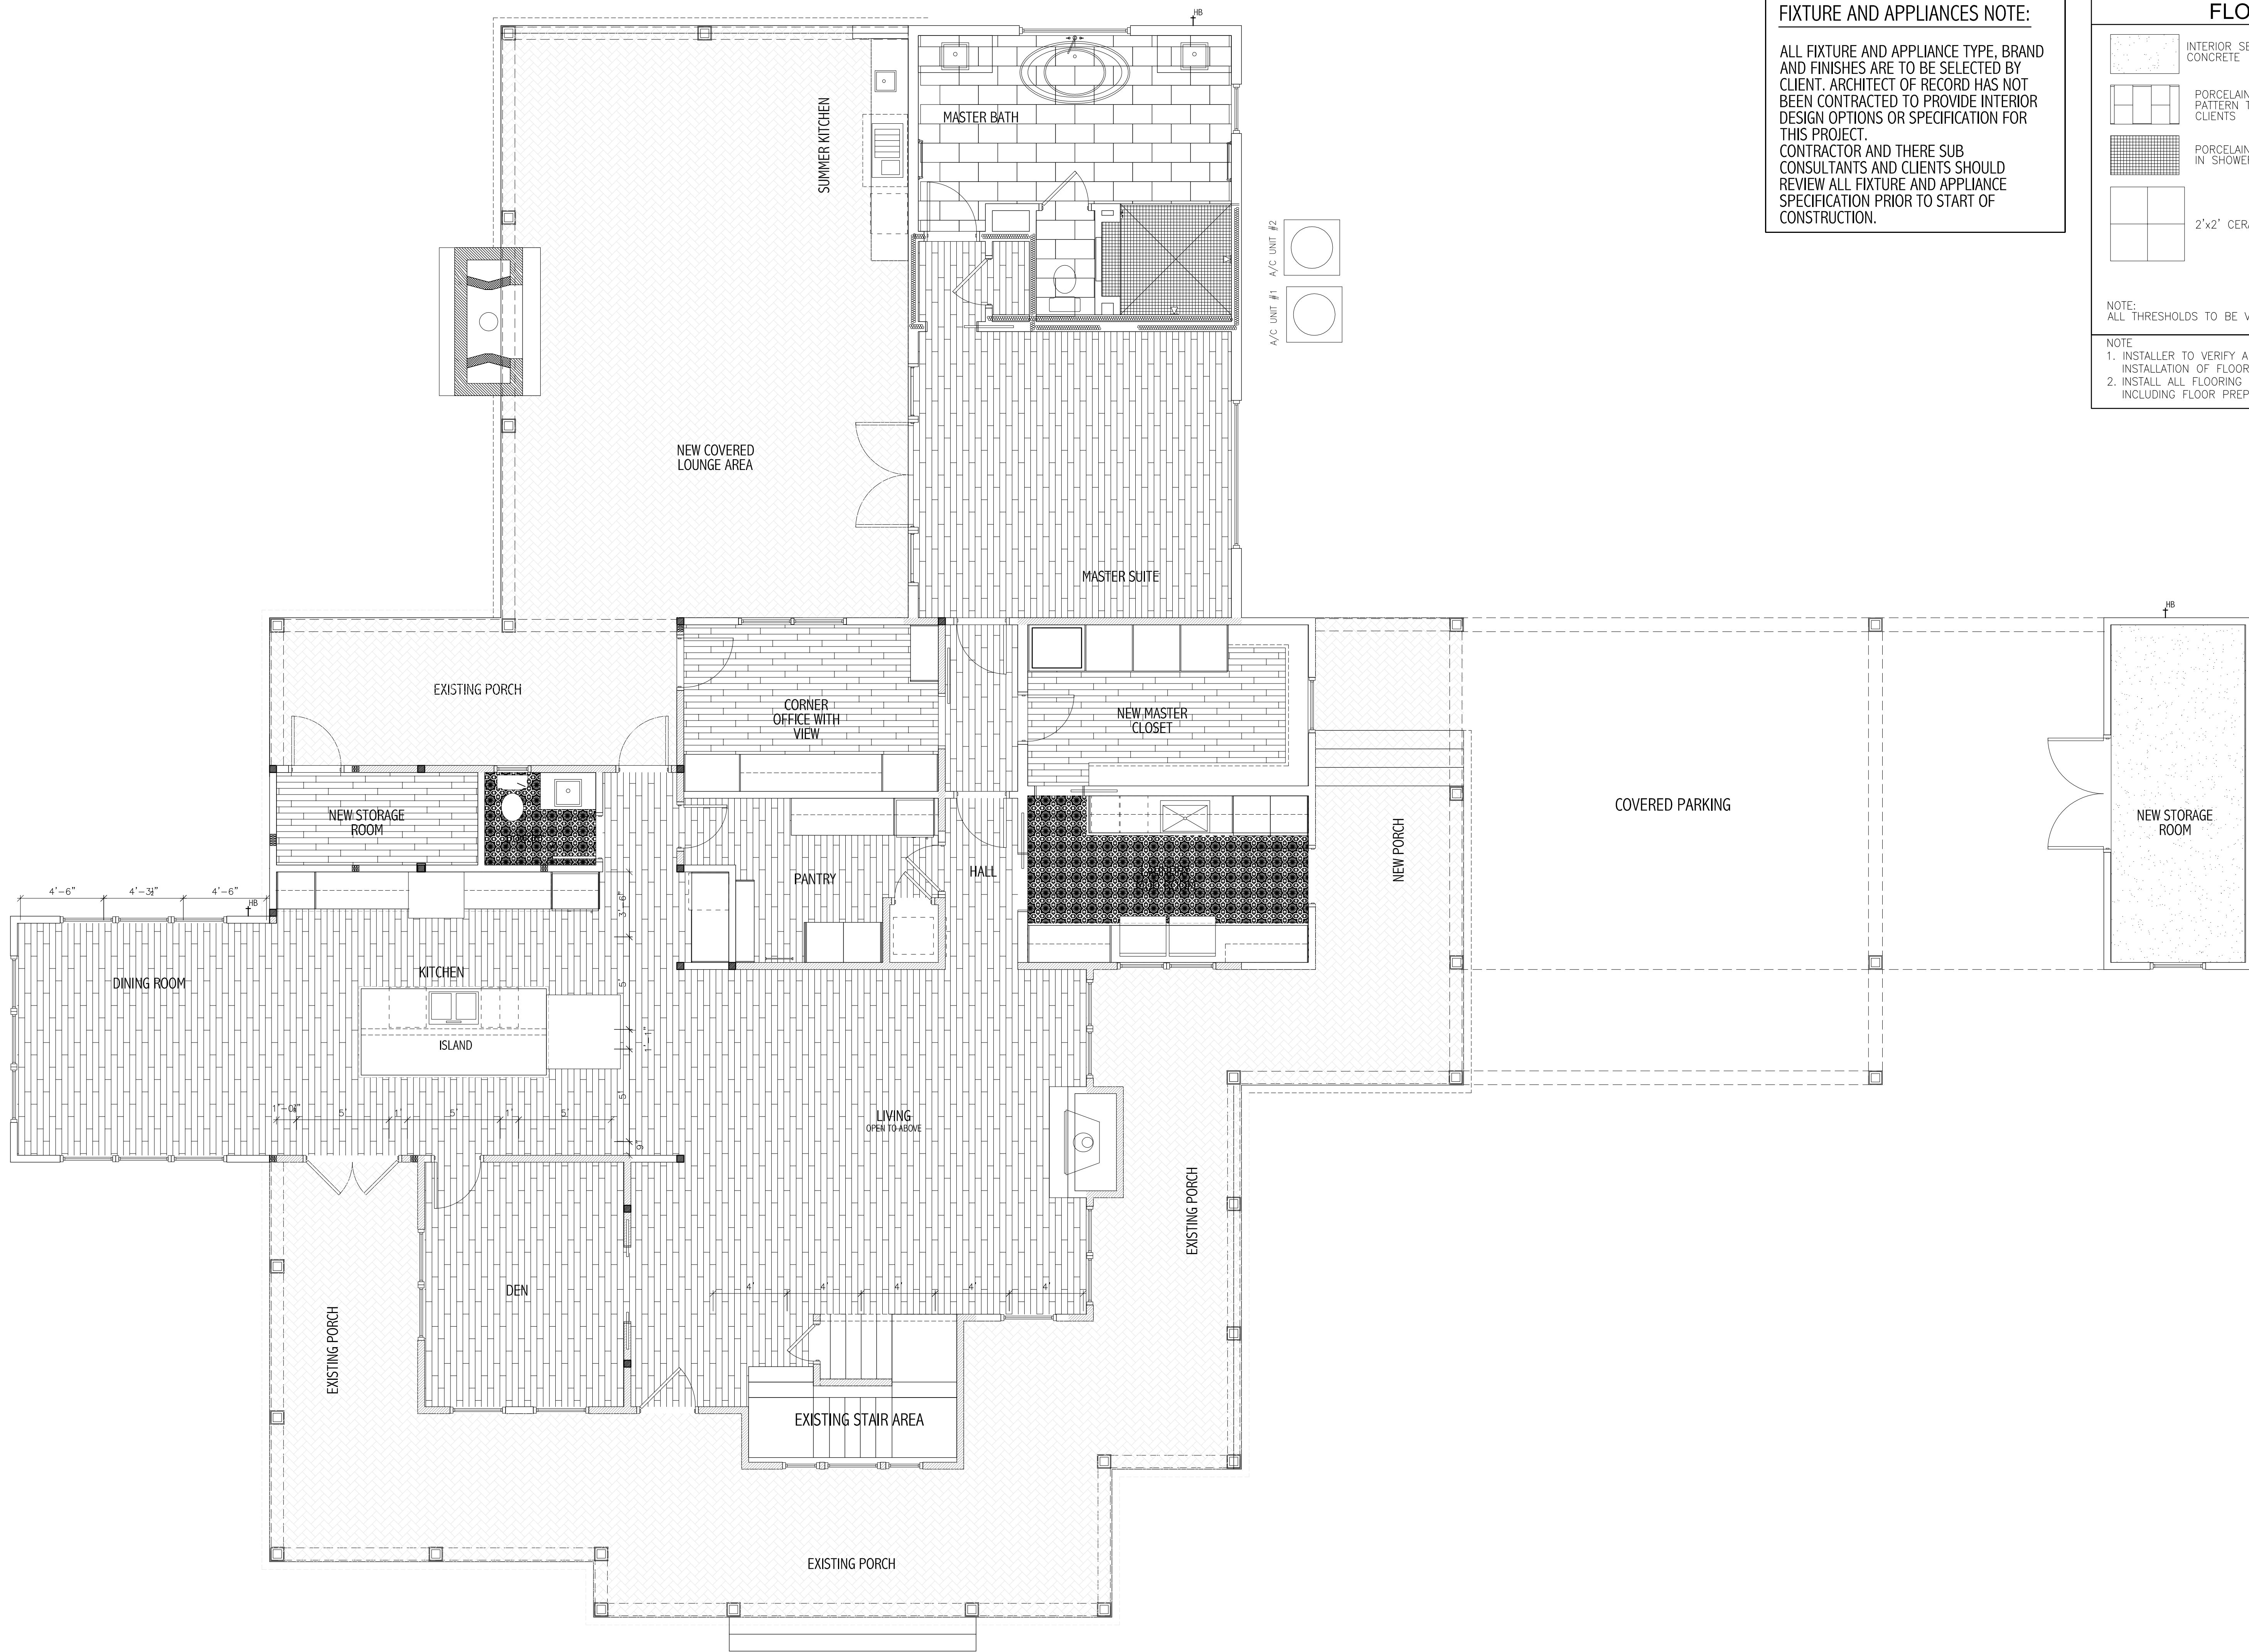 HB
FIXTURE AND APPLIANCES NOTE:
ALL FIXTURE AND APPLIANCE TYPE, BRAND
AND FINISHES ARE TO BE SELECTED BY
CLIENT. ARCHITECT OF RECORD HAS NOT
BEEN CONTRACTED TO PROVIDE INTERIOR
DESIGN OPTIONS OR SPECIFICATION FOR
THIS PROJECT.
CONTRACTOR AND THERE SUB
CONSULTANTS AND CLIENTS SHOULD
REVIEW ALL FIXTURE AND APPLIANCE
SPECIFICATION PRIOR TO START OF
CONSTRUCTION.
FLO
INTERIOR SE
CONCRETE
PORCELAIN
PATTERN T
CLIENTS
PORCELAIN
IN SHOWER
2'x2' CERA
NOTE:
ALL THRESHOLDS TO BE V
NOTE
1. INSTALLER TO VERIFY A
INSTALLATION OF FLOOR
2. INSTALL ALL FLOORING
INCLUDING FLOOR PREP
SUMMER KITCHEN
MASTER BATH
A/C UNIT #2
A/C UNIT #1
NEW COVERED
LOUNGE AREA
MASTER SUITE
HB
EXISTING PORCH
CORNER
OFFICE WITH
VIEW
NEW MASTER
CLOSET
COVERED PARKING
NEW STORAGE
ROOM
NEW STORAGE
ROOM
NEW PORCH
PANTRY
HALL
4'-6"
4'-3½"
4'-6"
HB
3'-6"
DINING ROOM
KITCHEN
5'
ISLAND
1'-1"
5'
1'-0½"
5'
1'
5'
1'
5'
9"
LIVING
OPEN TO ABOVE
EXISTING PORCH
DEN
4'
4'
4'
4'
4'
EXISTING PORCH
EXISTING STAIR AREA
EXISTING PORCH